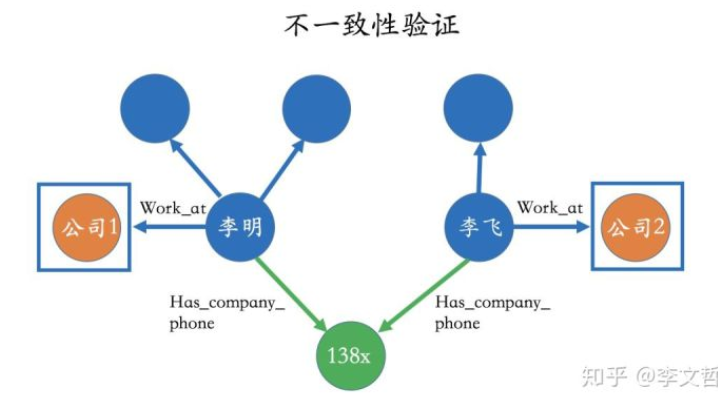 不一致性验证
Work_at
Work_at
公司1
李明
李飞
公司2
Has_company_
phone
Has_company_
phone
138x
知乎 @李文哲